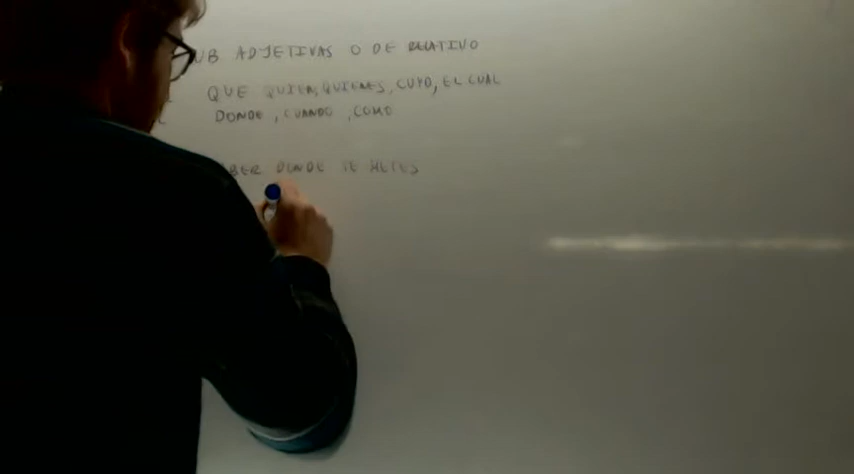 UB ADJETIVAS O DE RELATIVO
QUE QUIEN, QUIENES, CUYO, EL CUAL
DONDE, CUANDO, COMO
BER DONDE TE METES